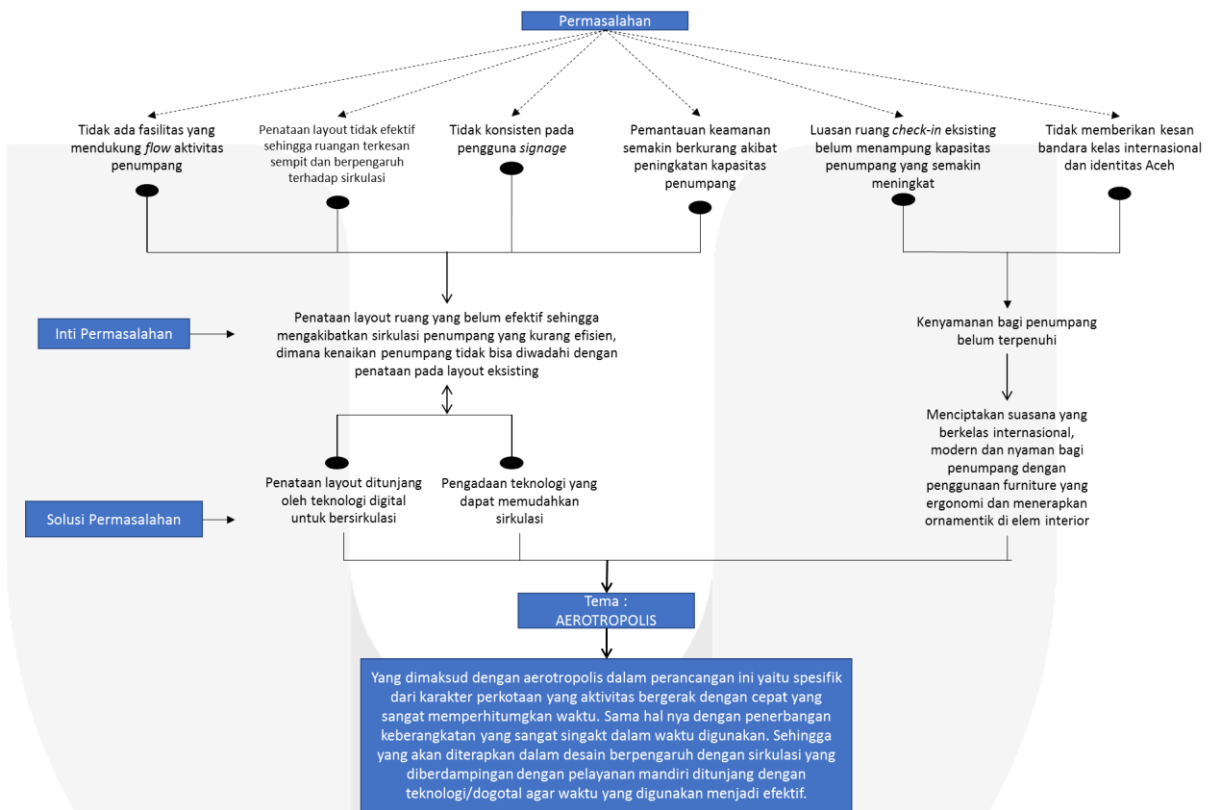 Permasalahan
Tidak ada fasilitas yang
mendukung flow aktivitas
penumpang
Penataan layout tidak efektif
sehingga ruangan terkesan
sempit dan berpengaruh
terhadap sirkulasi
Tidak konsisten pada
pengguna signage
Pemantauan keamanan
semakin berkurang akibat
peningkatan kapasitas
penumpang
Luasan ruang check-in eksisting
belum menampung kapasitas
penumpang yang semakin
meningkat
Tidak memberikan kesan
bandara kelas internasional
dan identitas Aceh
Inti Permasalahan
Penataan layout ruang yang belum efektif sehingga
mengakibatkan sirkulasi penumpang yang kurang efisien,
dimana kenaikan penumpang tidak bisa diwadahi dengan
penataan pada layout eksisting
Kenyamanan bagi penumpang
belum terpenuhi
Solusi Permasalahan
Penataan layout ditunjang
oleh teknologi digital
untuk bersirkulasi
Pengadaan teknologi yang
dapat memudahkan
sirkulasi
Menciptakan suasana yang
berkelas internasional,
modern dan nyaman bagi
penumpang dengan
penggunaan furniture yang
ergonomi dan menerapkan
ornamentik di elem interior
Tema :
AEROTROPOLIS
Yang dimaksud dengan aerotropolis dalam perancangan ini yaitu spesifik
dari karakter perkotaan yang aktivitas bergerak dengan cepat yang
sangat memperhitumgkan waktu. Sama hal nya dengan penerbangan
keberangkatan yang sangat singakt dalam waktu digunakan. Sehingga
yang akan diterapkan dalam desain berpengaruh dengan sirkulasi yang
diberdampingan dengan pelayanan mandiri ditunjang dengan
teknologi/dogotal agar waktu yang digunakan menjadi efektif.